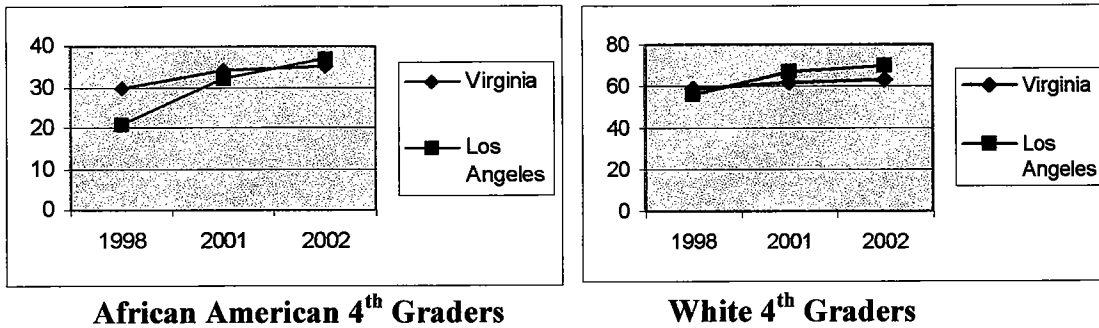 40
30
20
10
0
1998 2001 2002
Virginia
Los
Angeles
African American 4th Graders
80
60
40
20
0
1998 2001 2002
Virginia
Los
Angeles
White 4th Graders